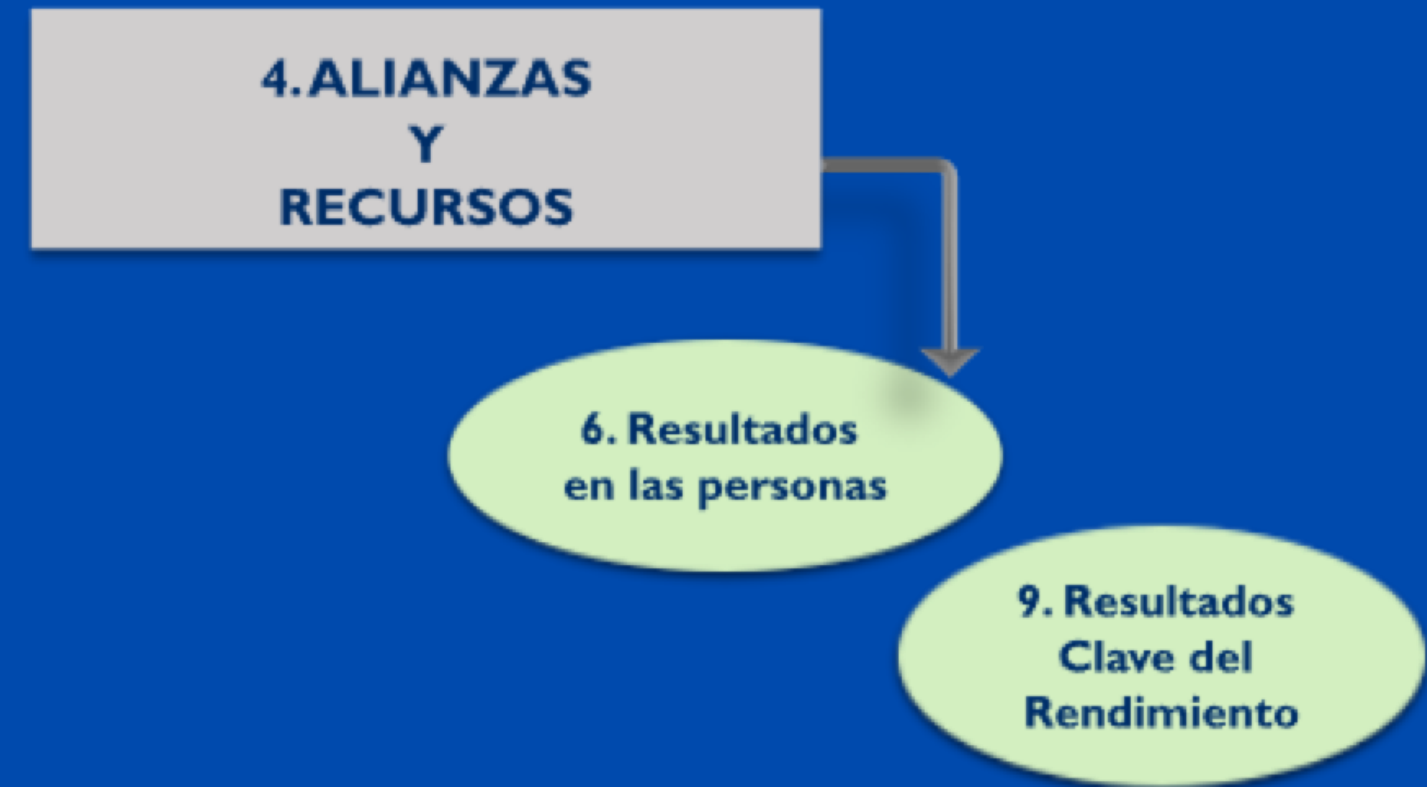 4. ALIANZAS
Y
RECURSOS
6. Resultados
en las personas
9. Resultados
Clave del
Rendimiento